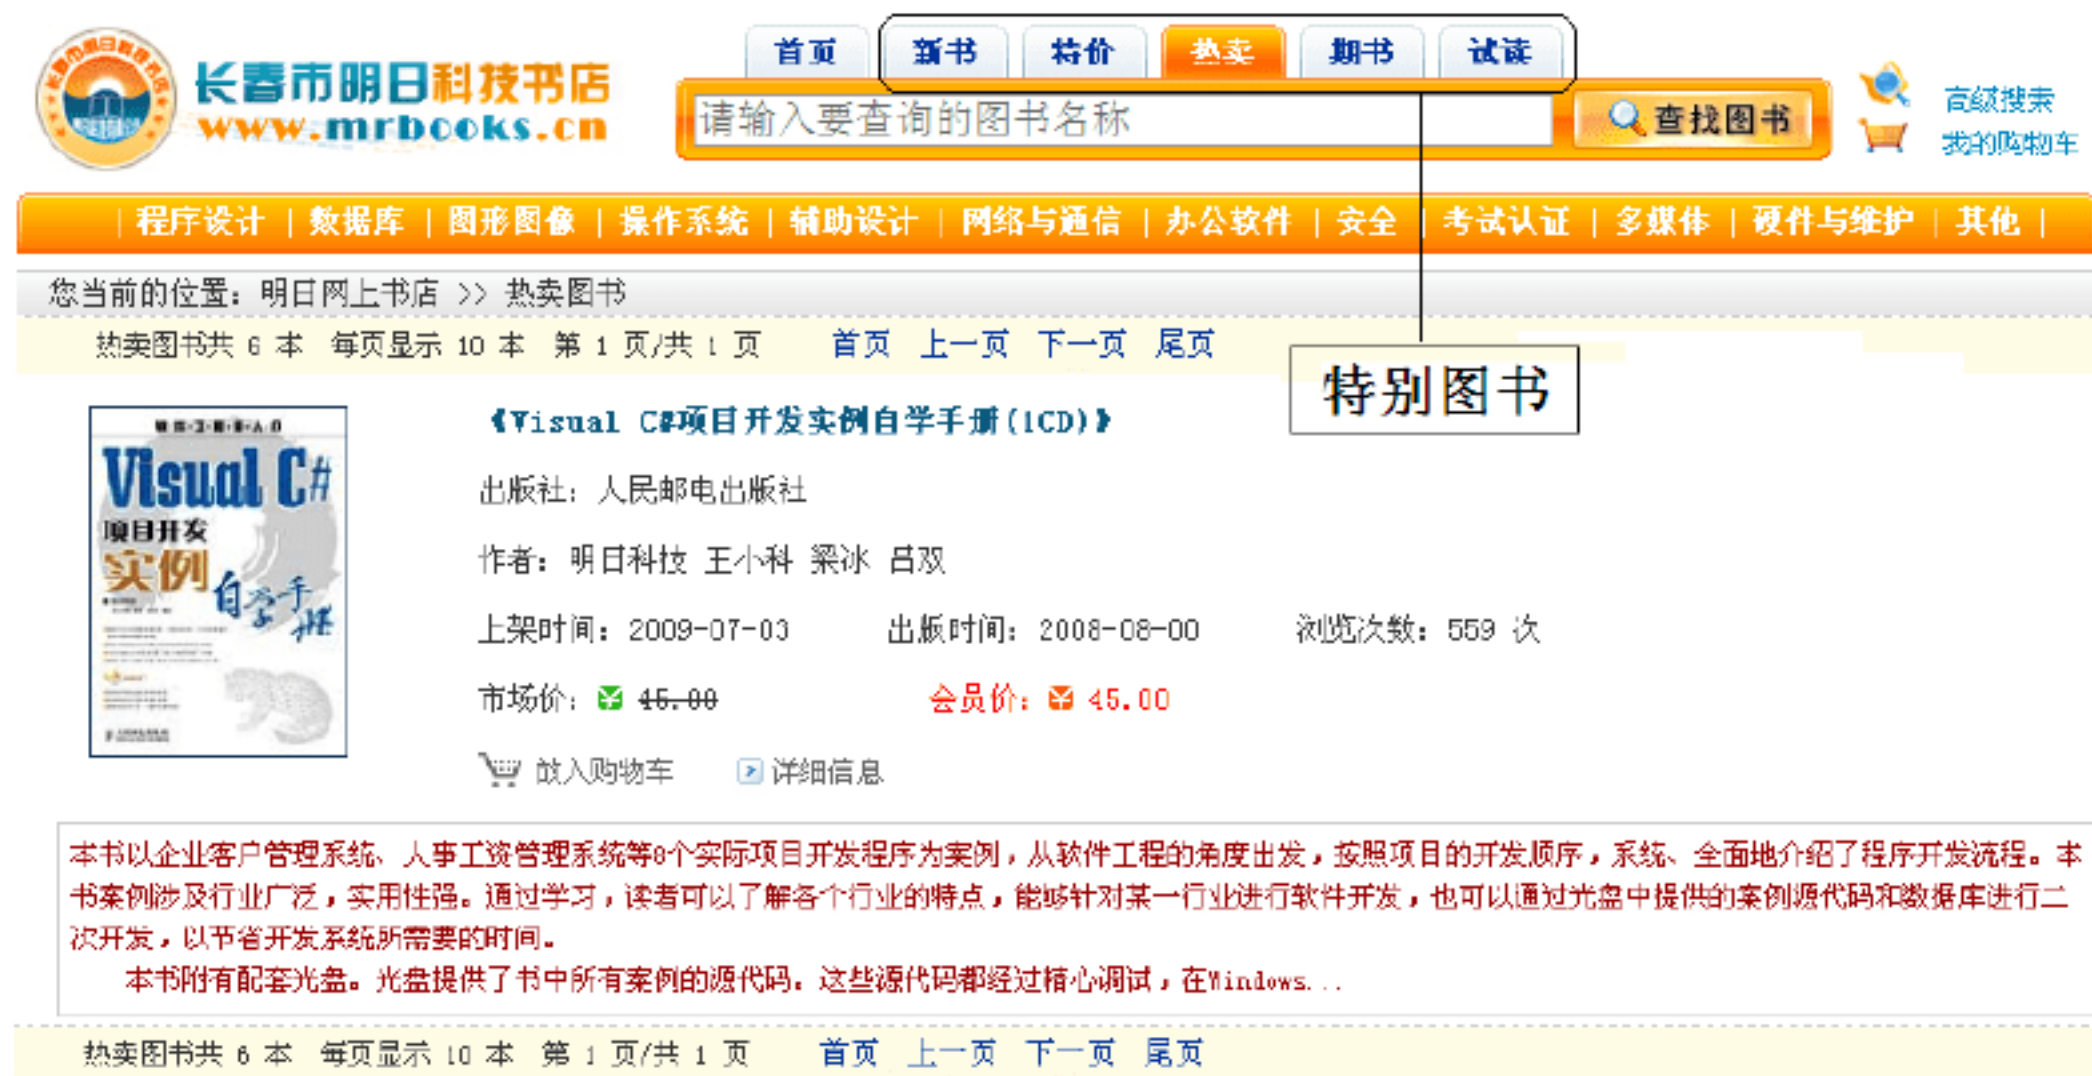 首页 新书 特价 热卖 期书 试读
长春市明日科技书店
www.mrbooks.cn
请输入要查询的图书名称
查找图书
高级搜索
我的购物车
| 程序设计 | 数据库 | 图形图像 | 操作系统 | 辅助设计 | 网络与通信 | 办公软件 | 安全 | 考试认证 | 多媒体 | 硬件与维护 | 其他 |
您当前的位置：明日网上书店 >> 热卖图书
热卖图书共 6 本 每页显示 10 本 第 1 页/共 1 页 首页 上一页 下一页 尾页
特别图书
Visual C#
项目开发
实例
自学手册
《Visual C#项目开发实例自学手册(1CD)》
出版社：人民邮电出版社
作者：明日科技 王小科 梁冰 吕双
上架时间：2009-07-03 出版时间：2008-08-00 浏览次数：559 次
市场价：¥ 45.00 会员价：¥ 45.00
放入购物车 详细信息
本书以企业客户管理系统、人事工资管理系统等8个实际项目开发程序为案例，从软件工程的角度出发，按照项目的开发顺序，系统、全面地介绍了程序开发流程。本
书案例涉及行业广泛，实用性强。通过学习，读者可以了解各个行业的特点，能够针对某一行业进行软件开发，也可以通过光盘中提供的案例源代码和数据库进行二
次开发，以节省开发系统所需要的时间。
本书附有配套光盘。光盘提供了书中所有案例的源代码。这些源代码都经过精心调试，在Windows...
热卖图书共 6 本 每页显示 10 本 第 1 页/共 1 页 首页 上一页 下一页 尾页